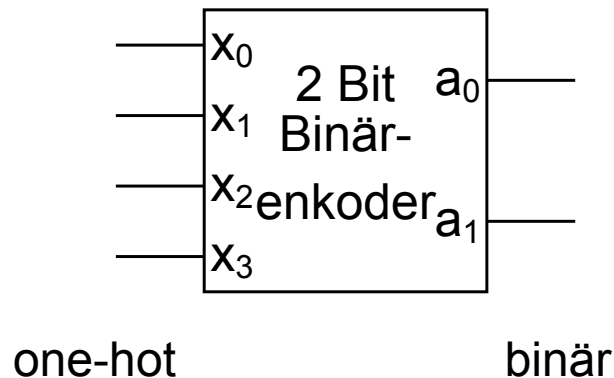 x₀
x₁
x₂
x₃
2 Bit
Binär-
enkoder
a₀
a₁
one-hot
binär